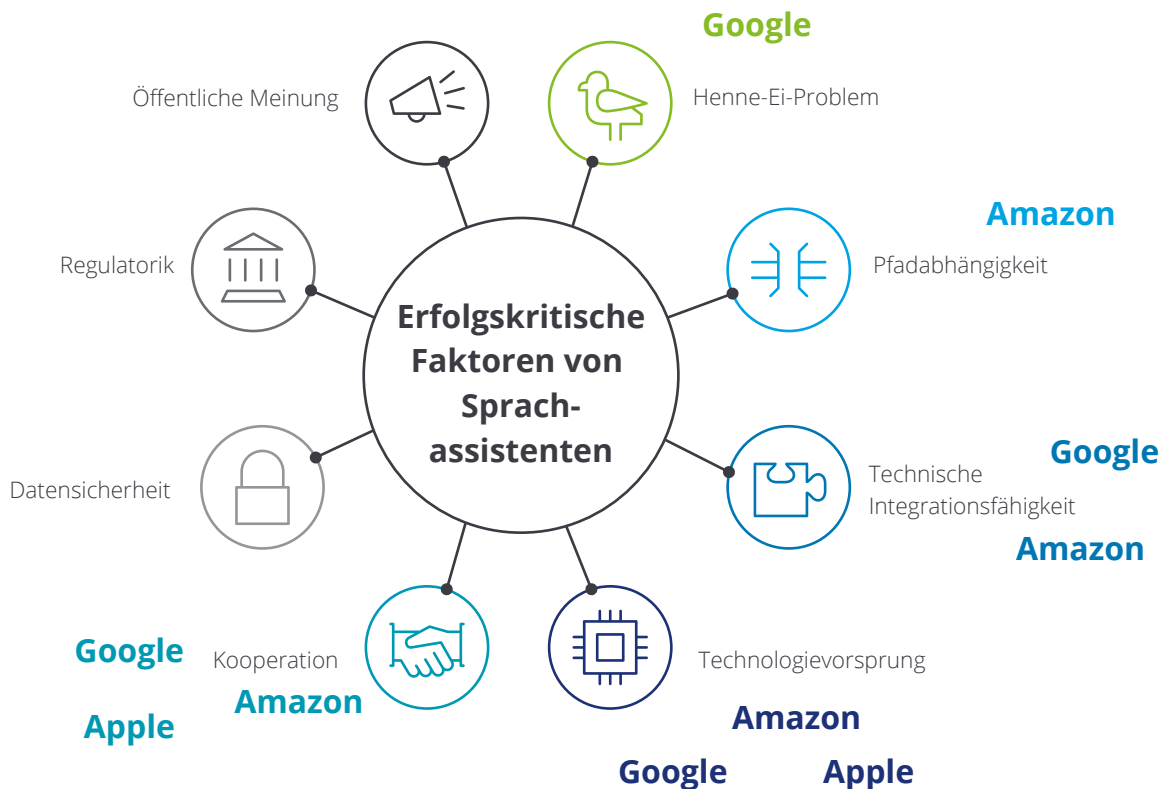 Google
Öffentliche Meinung
Henne-Ei-Problem
Amazon
Regulatorik
Pfadabhängigkeit
Erfolgskritische
Faktoren von
Sprach-
assistenten
Google
Technische
Integrationsfähigkeit
Amazon
Datensicherheit
Google
Kooperation
Amazon
Apple
Technologievorsprung
Amazon
Google
Apple